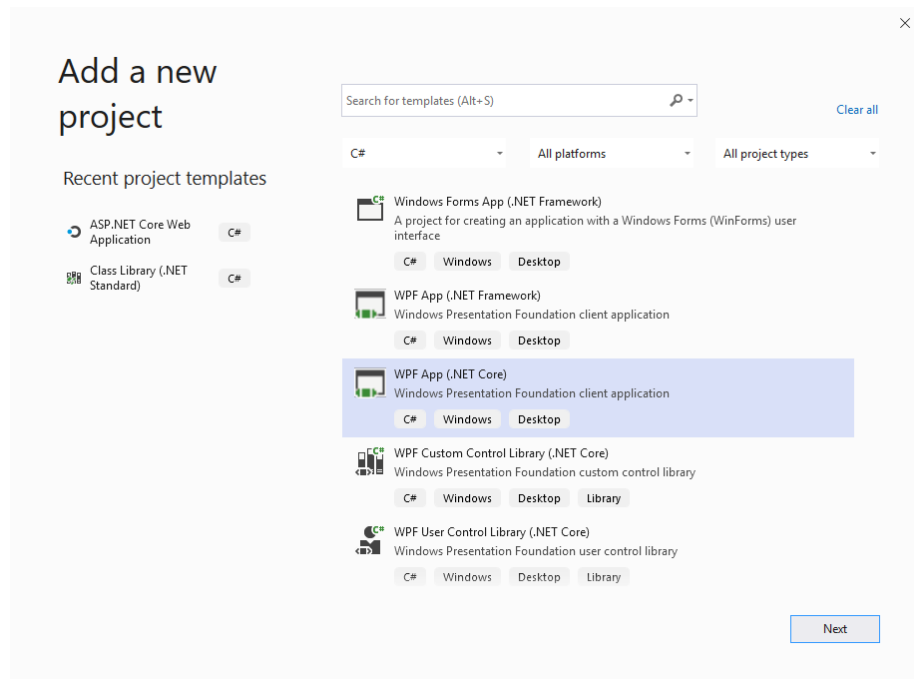 Add a new
project
Recent project templates
ASP.NET Core Web
Application
C#
Class Library (.NET
Standard)
C#
Search for templates (Alt+S)
Clear all
C#
All platforms
All project types
C#
Windows Forms App (.NET Framework)
A project for creating an application with a Windows Forms (WinForms) user
interface
C# Windows Desktop
WPF App (.NET Framework)
Windows Presentation Foundation client application
C# Windows Desktop
WPF App (.NET Core)
Windows Presentation Foundation client application
C# Windows Desktop
C#
WPF Custom Control Library (.NET Core)
Windows Presentation Foundation custom control library
C# Windows Desktop Library
C#
WPF User Control Library (.NET Core)
Windows Presentation Foundation user control library
C# Windows Desktop Library
Next